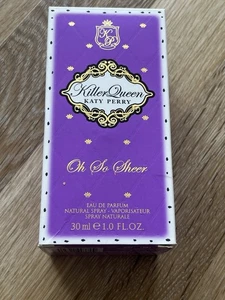 Killer Queen
KATY PERRY
Oh So Sheer
EAU DE PARFUM
NATURAL SPRAY - VAPORISATEUR
SPRAY NATURALE
30 ml ℮ 1.0 FL.OZ.